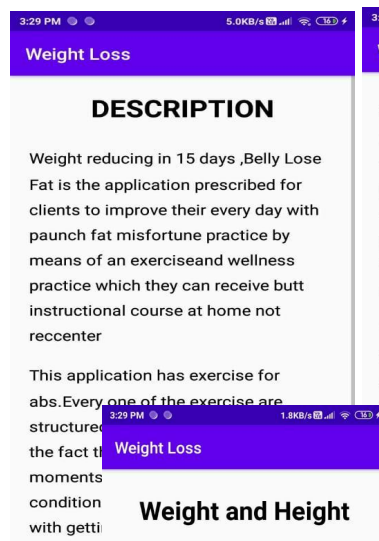 3:29 PM 5.0KB/s 16
Weight Loss
DESCRIPTION
Weight reducing in 15 days ,Belly Lose
Fat is the application prescribed for
clients to improve their every day with
paunch fat misfortune practice by
means of an exerciseand wellness
practice which they can receive butt
instructional course at home not
reccenter
This application has exercise for
abs.Every one of the exercise are
structured
the fact
moments
condition
with
3:29 PM 1.8KB/s 16
Weight Loss
Weight and Height